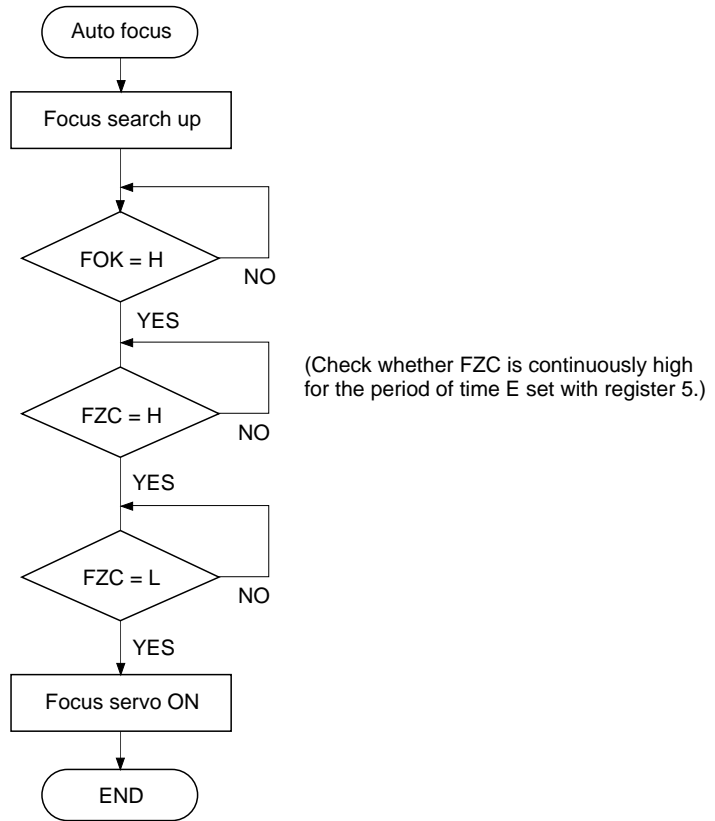 Auto focus
Focus search up
FOK = H
NO
YES
(Check whether FZC is continuously high
for the period of time E set with register 5.)
FZC = H
NO
YES
FZC = L
NO
YES
Focus servo ON
END